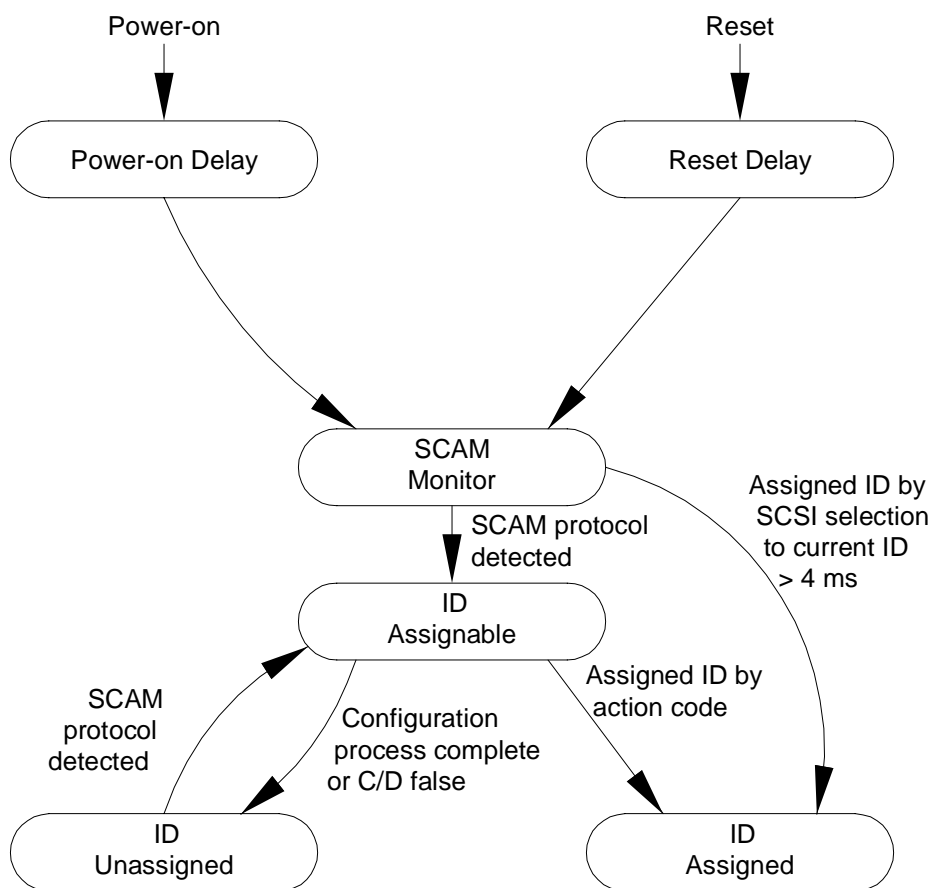 Power-on
Reset
Power-on Delay
Reset Delay
SCAM
Monitor
Assigned ID by
SCSI selection
to current ID
> 4 ms
SCAM protocol
detected
ID
Assignable
SCAM
protocol
detected
Configuration
process complete
or C/D false
Assigned ID by
action code
ID
Unassigned
ID
Assigned